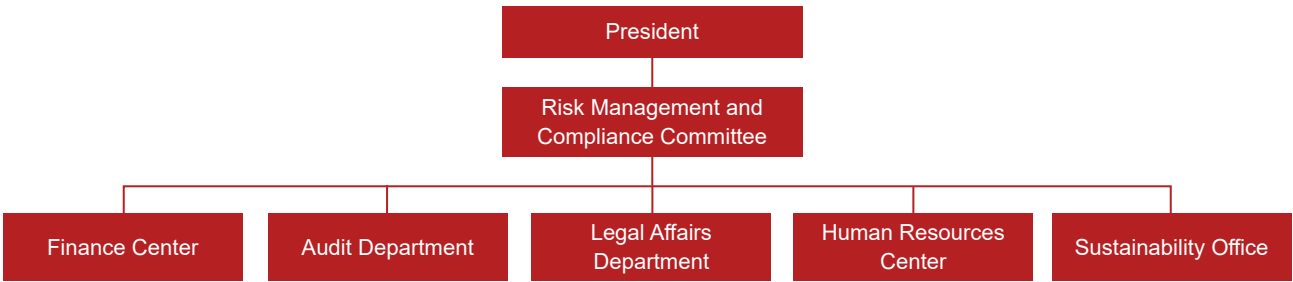 President
Risk Management and
Compliance Committee
Finance Center
Audit Department
Legal Affairs
Department
Human Resources
Center
Sustainability Office